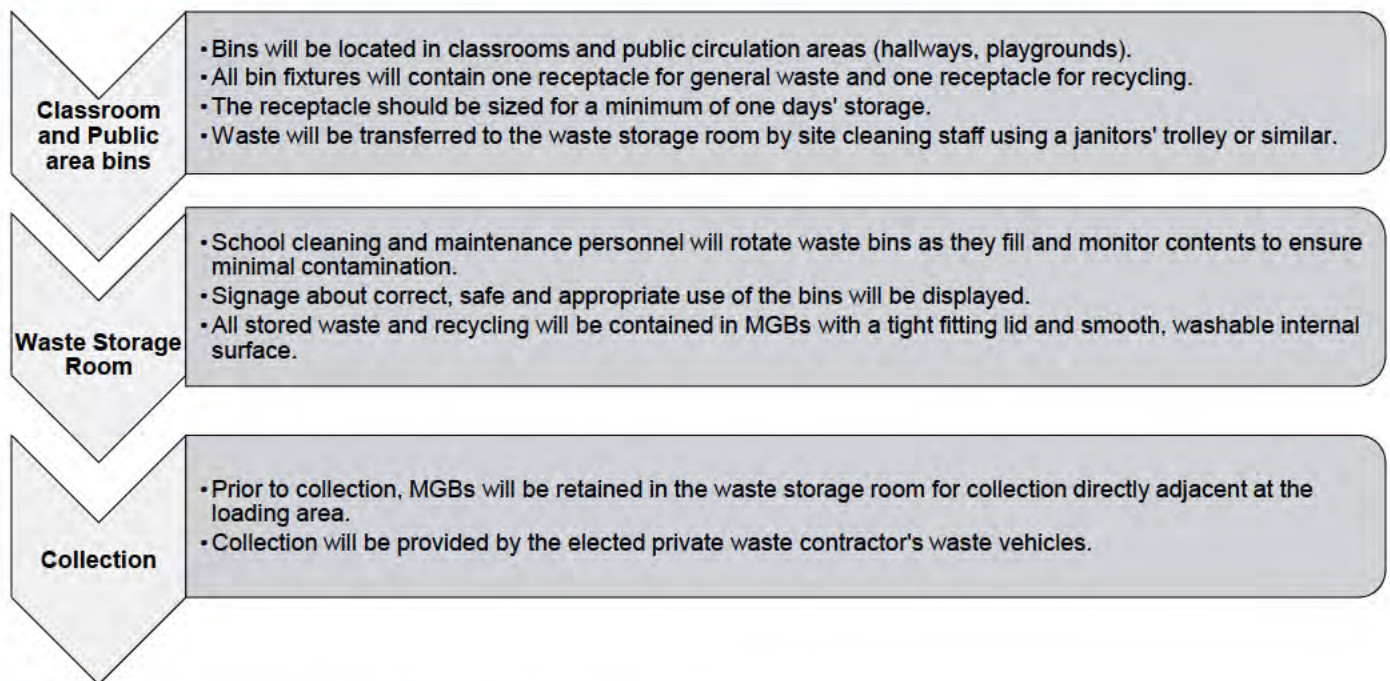 Classroom
and Public
area bins
• Bins will be located in classrooms and public circulation areas (hallways, playgrounds).
• All bin fixtures will contain one receptacle for general waste and one receptacle for recycling.
• The receptacle should be sized for a minimum of one days' storage.
• Waste will be transferred to the waste storage room by site cleaning staff using a janitors' trolley or similar.
Waste Storage
Room
• School cleaning and maintenance personnel will rotate waste bins as they fill and monitor contents to ensure
minimal contamination.
• Signage about correct, safe and appropriate use of the bins will be displayed.
• All stored waste and recycling will be contained in MGBs with a tight fitting lid and smooth, washable internal
surface.
Collection
• Prior to collection, MGBs will be retained in the waste storage room for collection directly adjacent at the
loading area.
• Collection will be provided by the elected private waste contractor's waste vehicles.